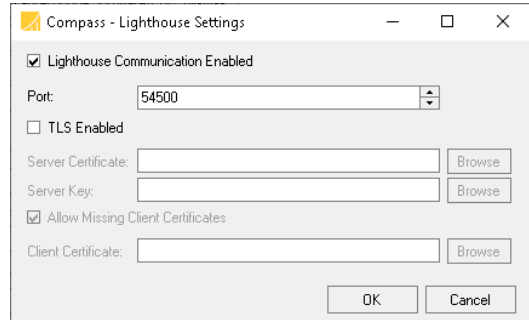 Compass - Lighthouse Settings
Lighthouse Communication Enabled
Port: 54500
TLS Enabled
Server Certificate: Browse
Server Key: Browse
Allow Missing Client Certificates
Client Certificate: Browse
OK Cancel